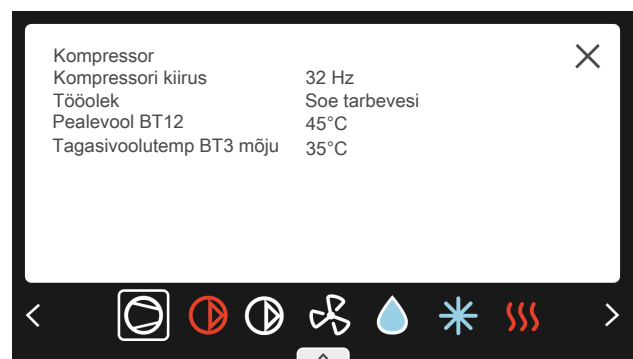 Kompressor
Kompressori kiirus 32 Hz
Tööolek Soe tarbevesi
Pealevool BT12 45°C
Tagasivoolutemp BT3 mõju 35°C